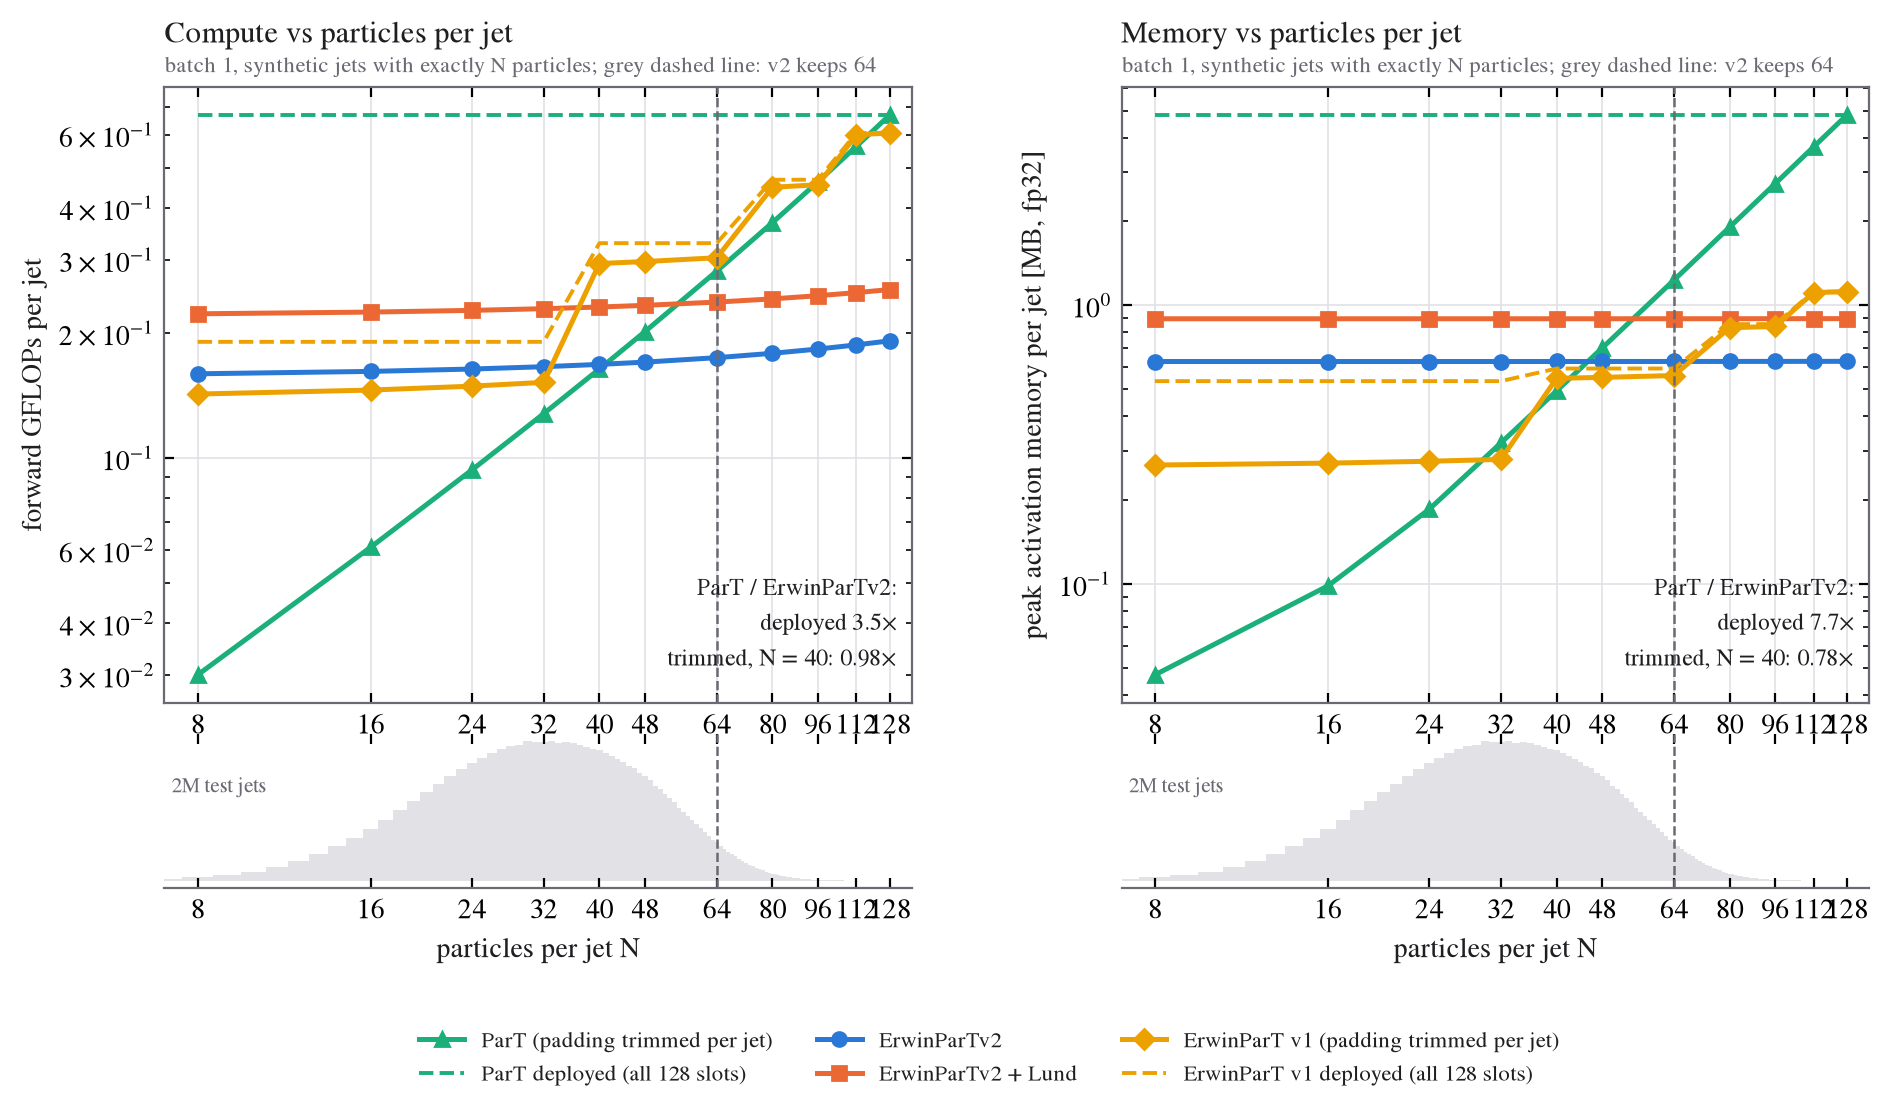 Compute vs particles per jet
batch 1, synthetic jets with exactly N particles; grey dashed line: v2 keeps 64
forward GFLOPs per jet
6 × 10⁻¹
4 × 10⁻¹
3 × 10⁻¹
2 × 10⁻¹
10⁻¹
6 × 10⁻²
4 × 10⁻²
3 × 10⁻²
ParT / ErwinParTv2:
deployed 3.5×
trimmed, N = 40: 0.98×
8 16 24 32 40 48 64 80 96 112 128
2M test jets
8 16 24 32 40 48 64 80 96 112 128
particles per jet N
Memory vs particles per jet
batch 1, synthetic jets with exactly N particles; grey dashed line: v2 keeps 64
peak activation memory per jet [MB, fp32]
10⁰
10⁻¹
ParT / ErwinParTv2:
deployed 7.7×
trimmed, N = 40: 0.78×
8 16 24 32 40 48 64 80 96 112 128
2M test jets
8 16 24 32 40 48 64 80 96 112 128
particles per jet N
ParT (padding trimmed per jet)
ParT deployed (all 128 slots)
ErwinParTv2
ErwinParTv2 + Lund
ErwinParT v1 (padding trimmed per jet)
ErwinParT v1 deployed (all 128 slots)